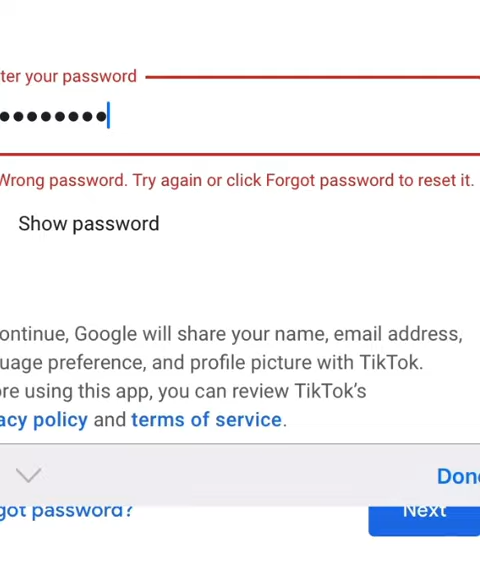 ter your password
Wrong password. Try again or click Forgot password to reset it.
Show password
ontinue, Google will share your name, email address,
uage preference, and profile picture with TikTok.
ore using this app, you can review TikTok's
acy policy and terms of service.
Done
got password?
Next